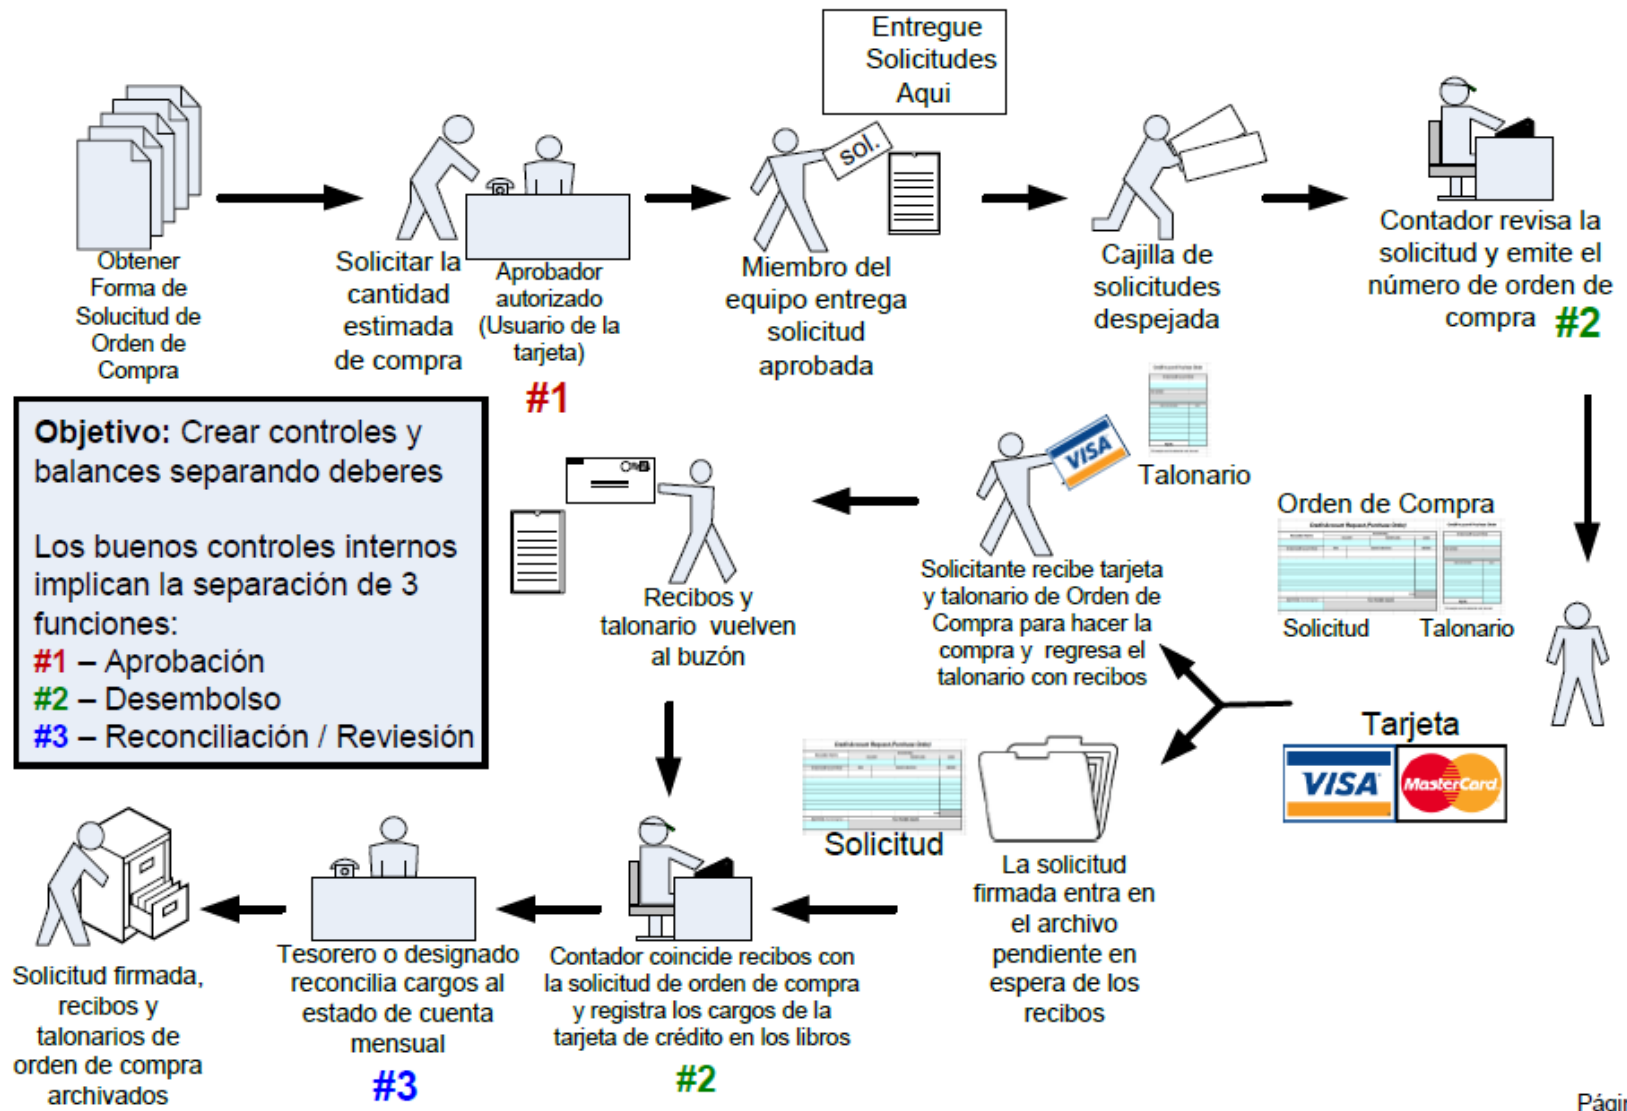 Entregue
Solicitudes
Aqui
sol.
Obtener
Forma de
Solucitud de
Orden de
Compra
Solicitar la
cantidad
estimada
de compra
Aprobador
autorizado
(Usuario de la
tarjeta)
#1
Miembro del
equipo entrega
solicitud
aprobada
Cajilla de
solicitudes
despejada
Contador revisa la
solicitud y emite el
número de orden de
compra #2
Objetivo: Crear controles y
balances separando deberes
Los buenos controles internos
implican la separación de 3
funciones:
#1 – Aprobación
#2 – Desembolso
#3 – Reconciliación / Reviesión
Recibos y
talonario vuelven
al buzón
VISA
Talonario
Solicitante recibe tarjeta
y talonario de Orden de
Compra para hacer la
compra y regresa el
talonario con recibos
Orden de Compra
Solicitud
Talonario
Tarjeta
VISA
MasterCard
Solicitud
La solicitud
firmada entra en
el archivo
pendiente en
espera de los
recibos
Contador coincide recibos con
la solicitud de orden de compra
y registra los cargos de la
tarjeta de crédito en los libros
#2
Tesorero o designado
reconcilia cargos al
estado de cuenta
mensual
#3
Solicitud firmada,
recibos y
talonarios de
orden de compra
archivados